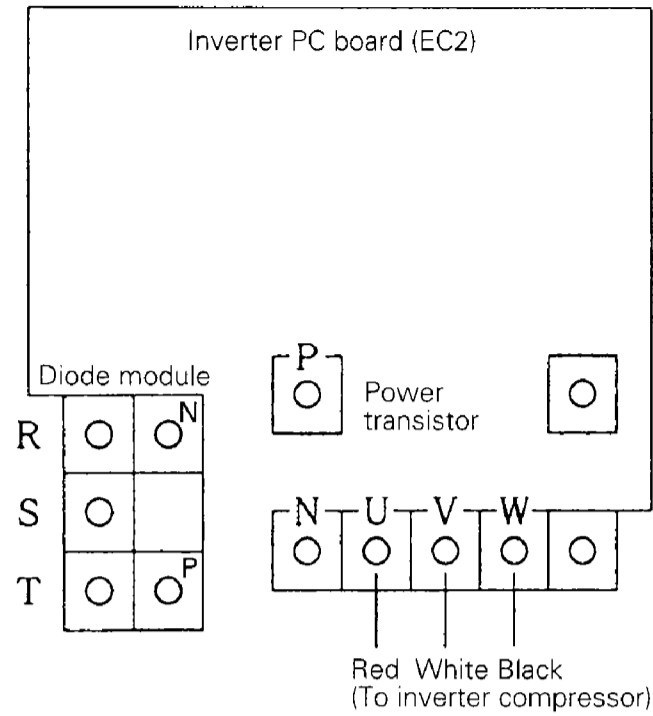 Inverter PC board (EC2)
P
Diode module
Power
transistor
R
N
S
N U V W
T
P
Red White Black
(To inverter compressor)